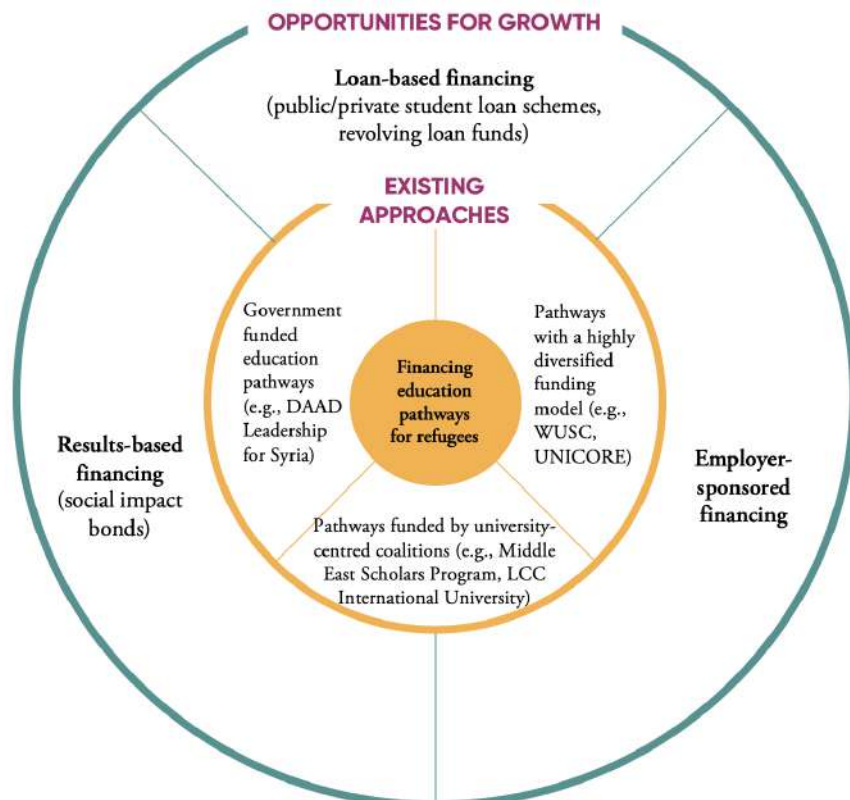 OPPORTUNITIES FOR GROWTH
Loan-based financing
(public/private student loan schemes,
revolving loan funds)
EXISTING
APPROACHES
Government
funded
education
pathways
(e.g., DAAD
Leadership
for Syria)
Financing
education
pathways
for refugees
Pathways
with a highly
diversified
funding
model (e.g.,
WUSC,
UNICORE)
Results-based
financing
(social impact
bonds)
Employer-
sponsored
financing
Pathways funded by university-
centred coalitions (e.g., Middle
East Scholars Program, LCC
International University)